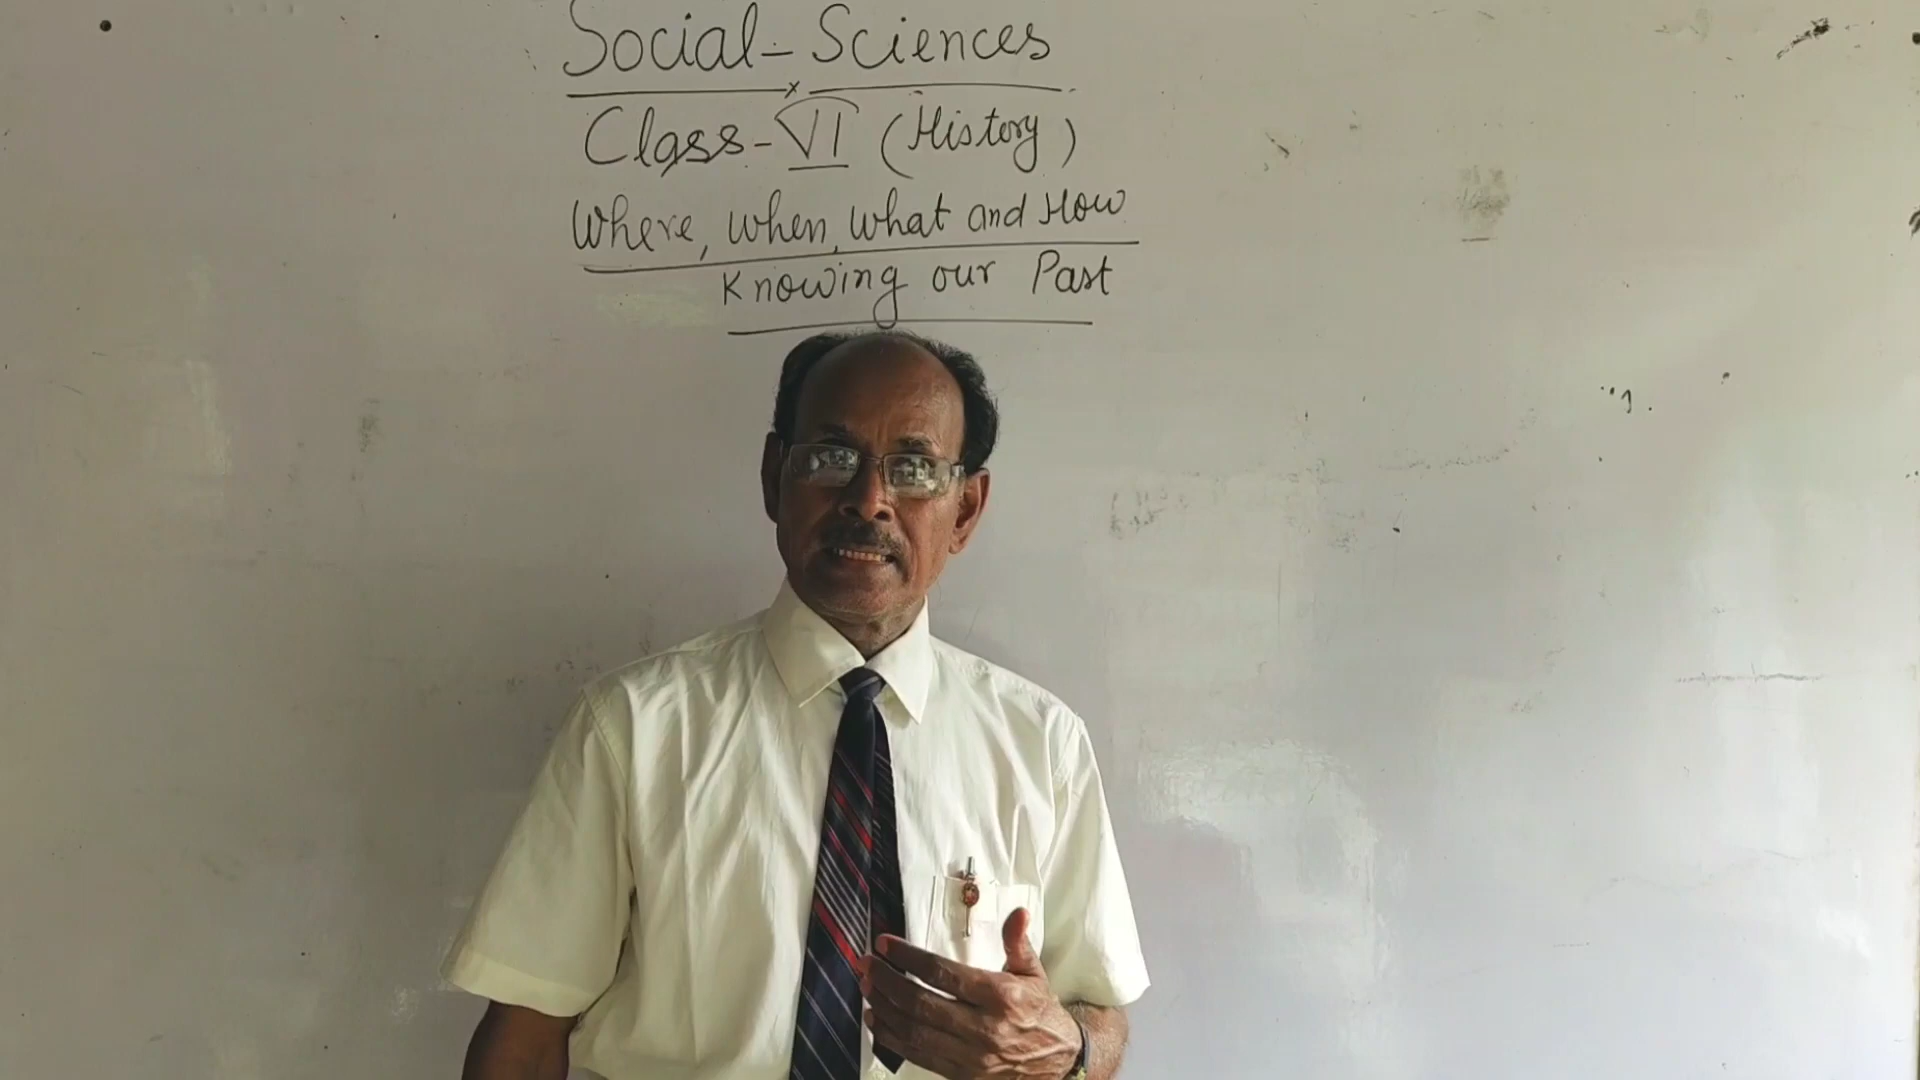 Social-Sciences
Class-VI (History)
Where, when, what and How
Knowing our Past